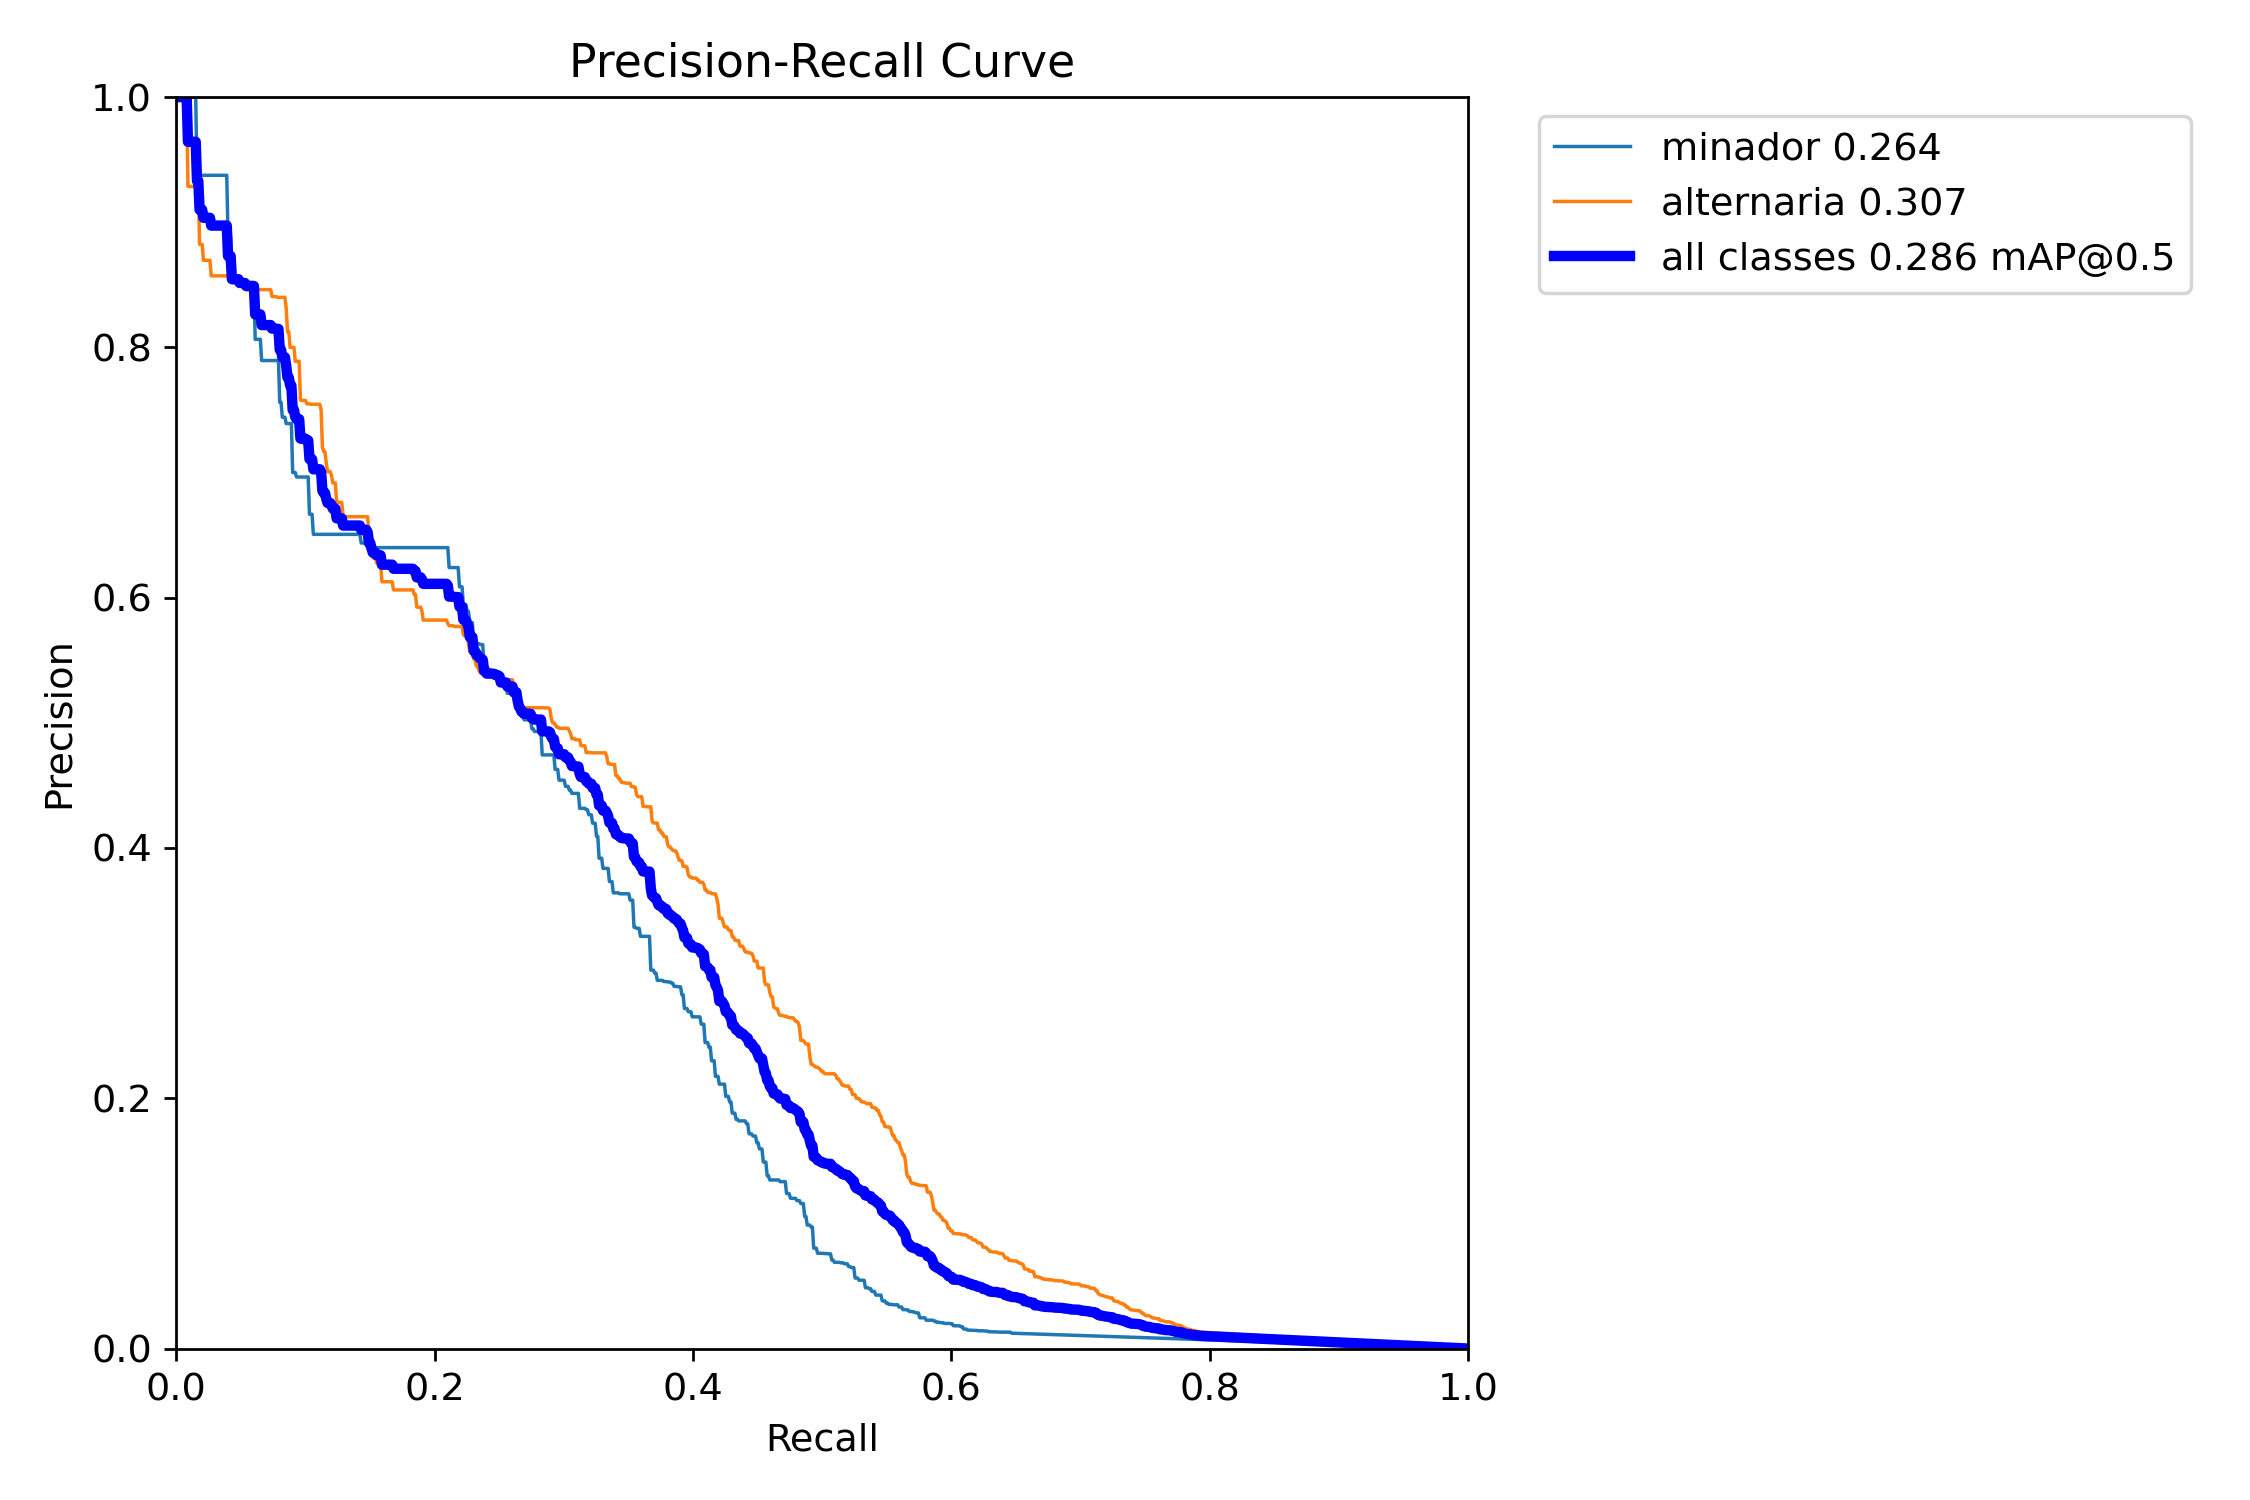 Precision-Recall Curve
1.0
0.8
0.6
0.4
0.2
0.0
Precision
0.0 0.2 0.4 0.6 0.8 1.0
Recall
minador 0.264
alternaria 0.307
all classes 0.286 mAP@0.5